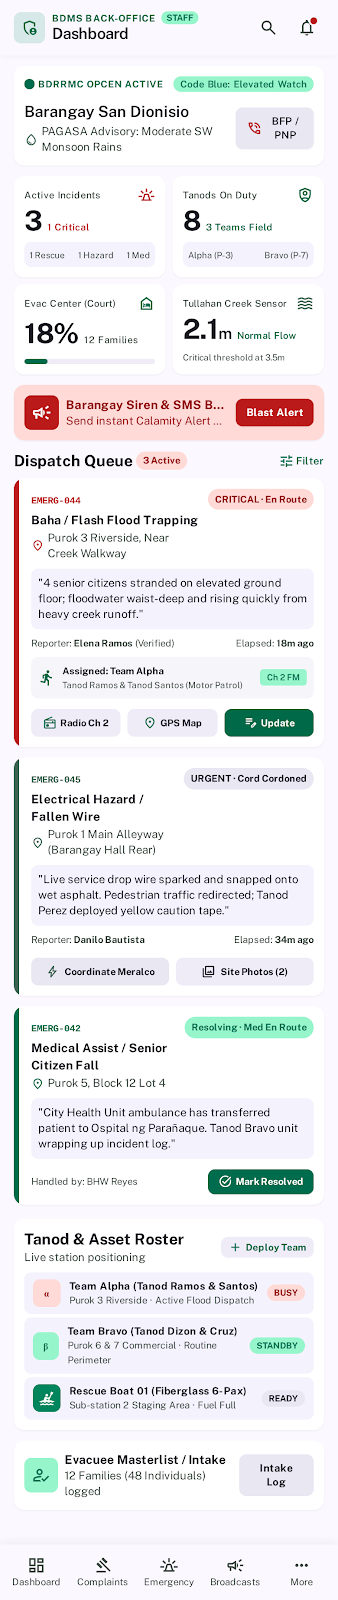 BDMS BACK-OFFICE STAFF
Dashboard
BDRRMC OPCEN ACTIVE
Code Blue: Elevated Watch
Barangay San Dionisio
PAGASA Advisory: Moderate SW
Monsoon Rains
BFP /
PNP
Active Incidents
3 1 Critical
1 Rescue 1 Hazard 1 Med
Tanods On Duty
8 3 Teams Field
Alpha (P-3) Bravo (P-7)
Evac Center (Court)
18% 12 Families
Tullahan Creek Sensor
2.1m Normal Flow
Critical threshold at 3.5m
Barangay Siren & SMS B...
Send instant Calamity Alert ...
Blast Alert
Dispatch Queue 3 Active
Filter
EMERG-044
CRITICAL · En Route
Baha / Flash Flood Trapping
Purok 3 Riverside, Near
Creek Walkway
"4 senior citizens stranded on elevated ground
floor; floodwater waist-deep and rising quickly from
heavy creek runoff."
Reporter: Elena Ramos (Verified)
Elapsed: 18m ago
Assigned: Team Alpha
Tanod Ramos & Tanod Santos (Motor Patrol)
Ch 2 FM
Radio Ch 2
GPS Map
Update
EMERG-045
URGENT · Cord Cordoned
Electrical Hazard /
Fallen Wire
Purok 1 Main Alleyway
(Barangay Hall Rear)
"Live service drop wire sparked and snapped onto
wet asphalt. Pedestrian traffic redirected; Tanod
Perez deployed yellow caution tape."
Reporter: Danilo Bautista
Elapsed: 34m ago
Coordinate Meralco
Site Photos (2)
EMERG-042
Resolving · Med En Route
Medical Assist / Senior
Citizen Fall
Purok 5, Block 12 Lot 4
"City Health Unit ambulance has transferred
patient to Ospital ng Parañaque. Tanod Bravo unit
wrapping up incident log."
Handled by: BHW Reyes
Mark Resolved
Tanod & Asset Roster
Live station positioning
+ Deploy Team
α
Team Alpha (Tanod Ramos & Santos)
Purok 3 Riverside · Active Flood Dispatch
BUSY
β
Team Bravo (Tanod Dizon & Cruz)
Purok 6 & 7 Commercial · Routine
Perimeter
STANDBY
Rescue Boat 01 (Fiberglass 6-Pax)
Sub-station 2 Staging Area · Fuel Full
READY
Evacuee Masterlist / Intake
12 Families (48 Individuals)
logged
Intake
Log
Dashboard Complaints Emergency Broadcasts More